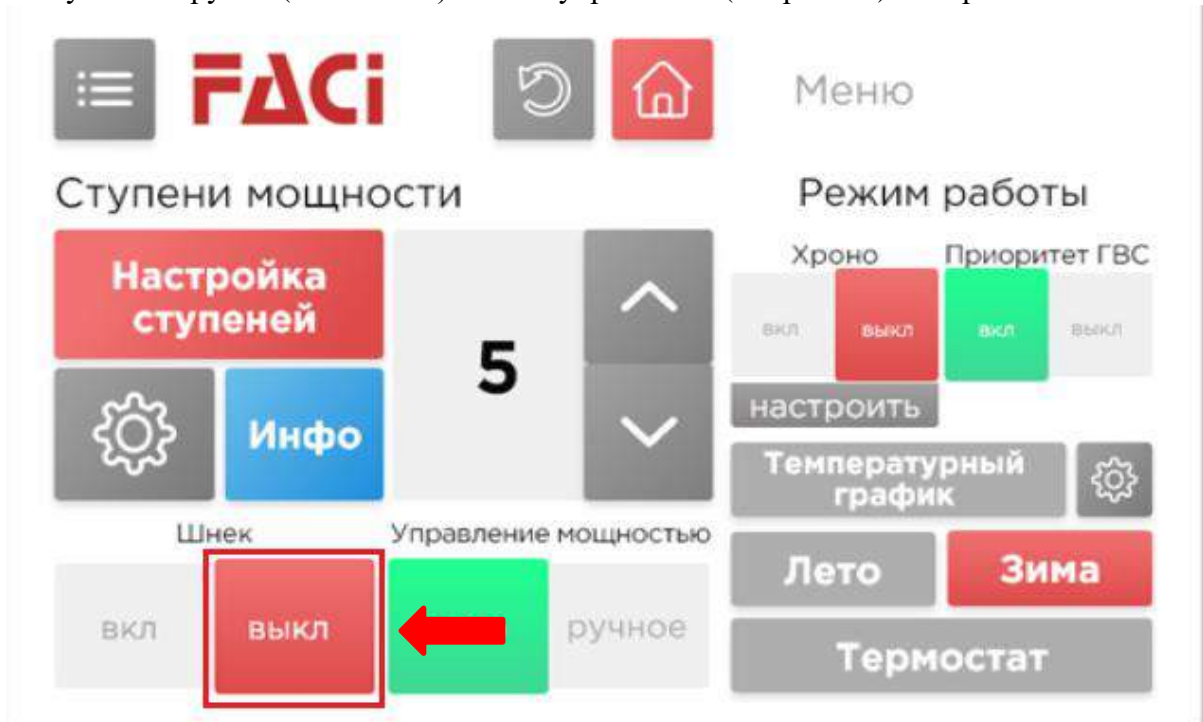 FACi
Меню
Ступени мощности
Режим работы
Настройка
ступеней
5
Инфо
Хроно
Приоритет ГВС
вкл
выкл
вкл
выкл
настроить
Температурный
график
Шнек
Управление мощностью
вкл
выкл
ручное
Лето
Зима
Термостат